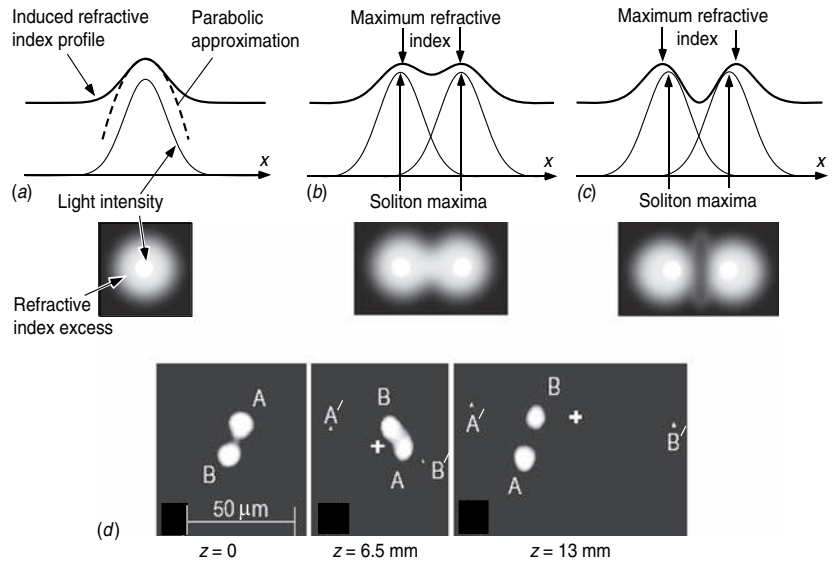 Induced refractive
index profile
Parabolic
approximation
x
(a)
Light intensity
Refractive
index excess
Maximum refractive
index
x
(b)
Soliton maxima
Maximum refractive
index
x
(c)
Soliton maxima
A
B
50 μm
(d)
z = 0
A′
B
A
B′
z = 6.5 mm
A′
B
A
B′
z = 13 mm